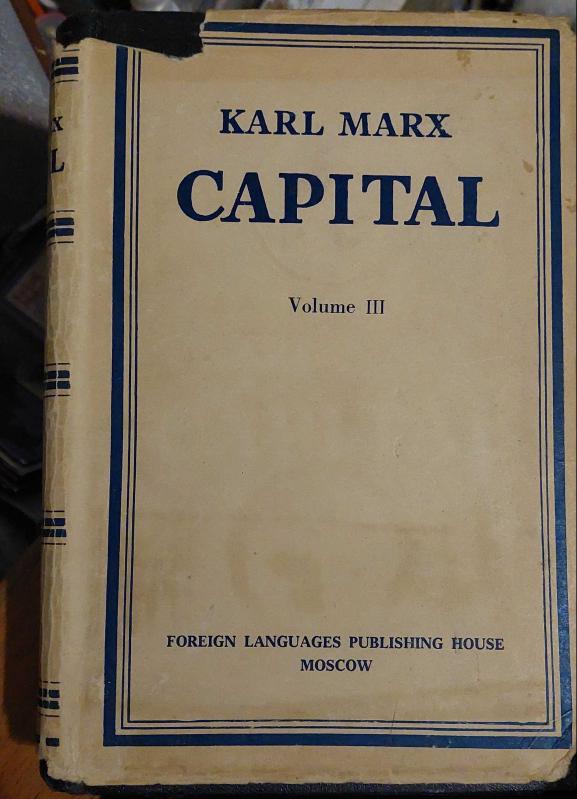 KARL MARX
CAPITAL
Volume III
FOREIGN LANGUAGES PUBLISHING HOUSE
MOSCOW
X
L